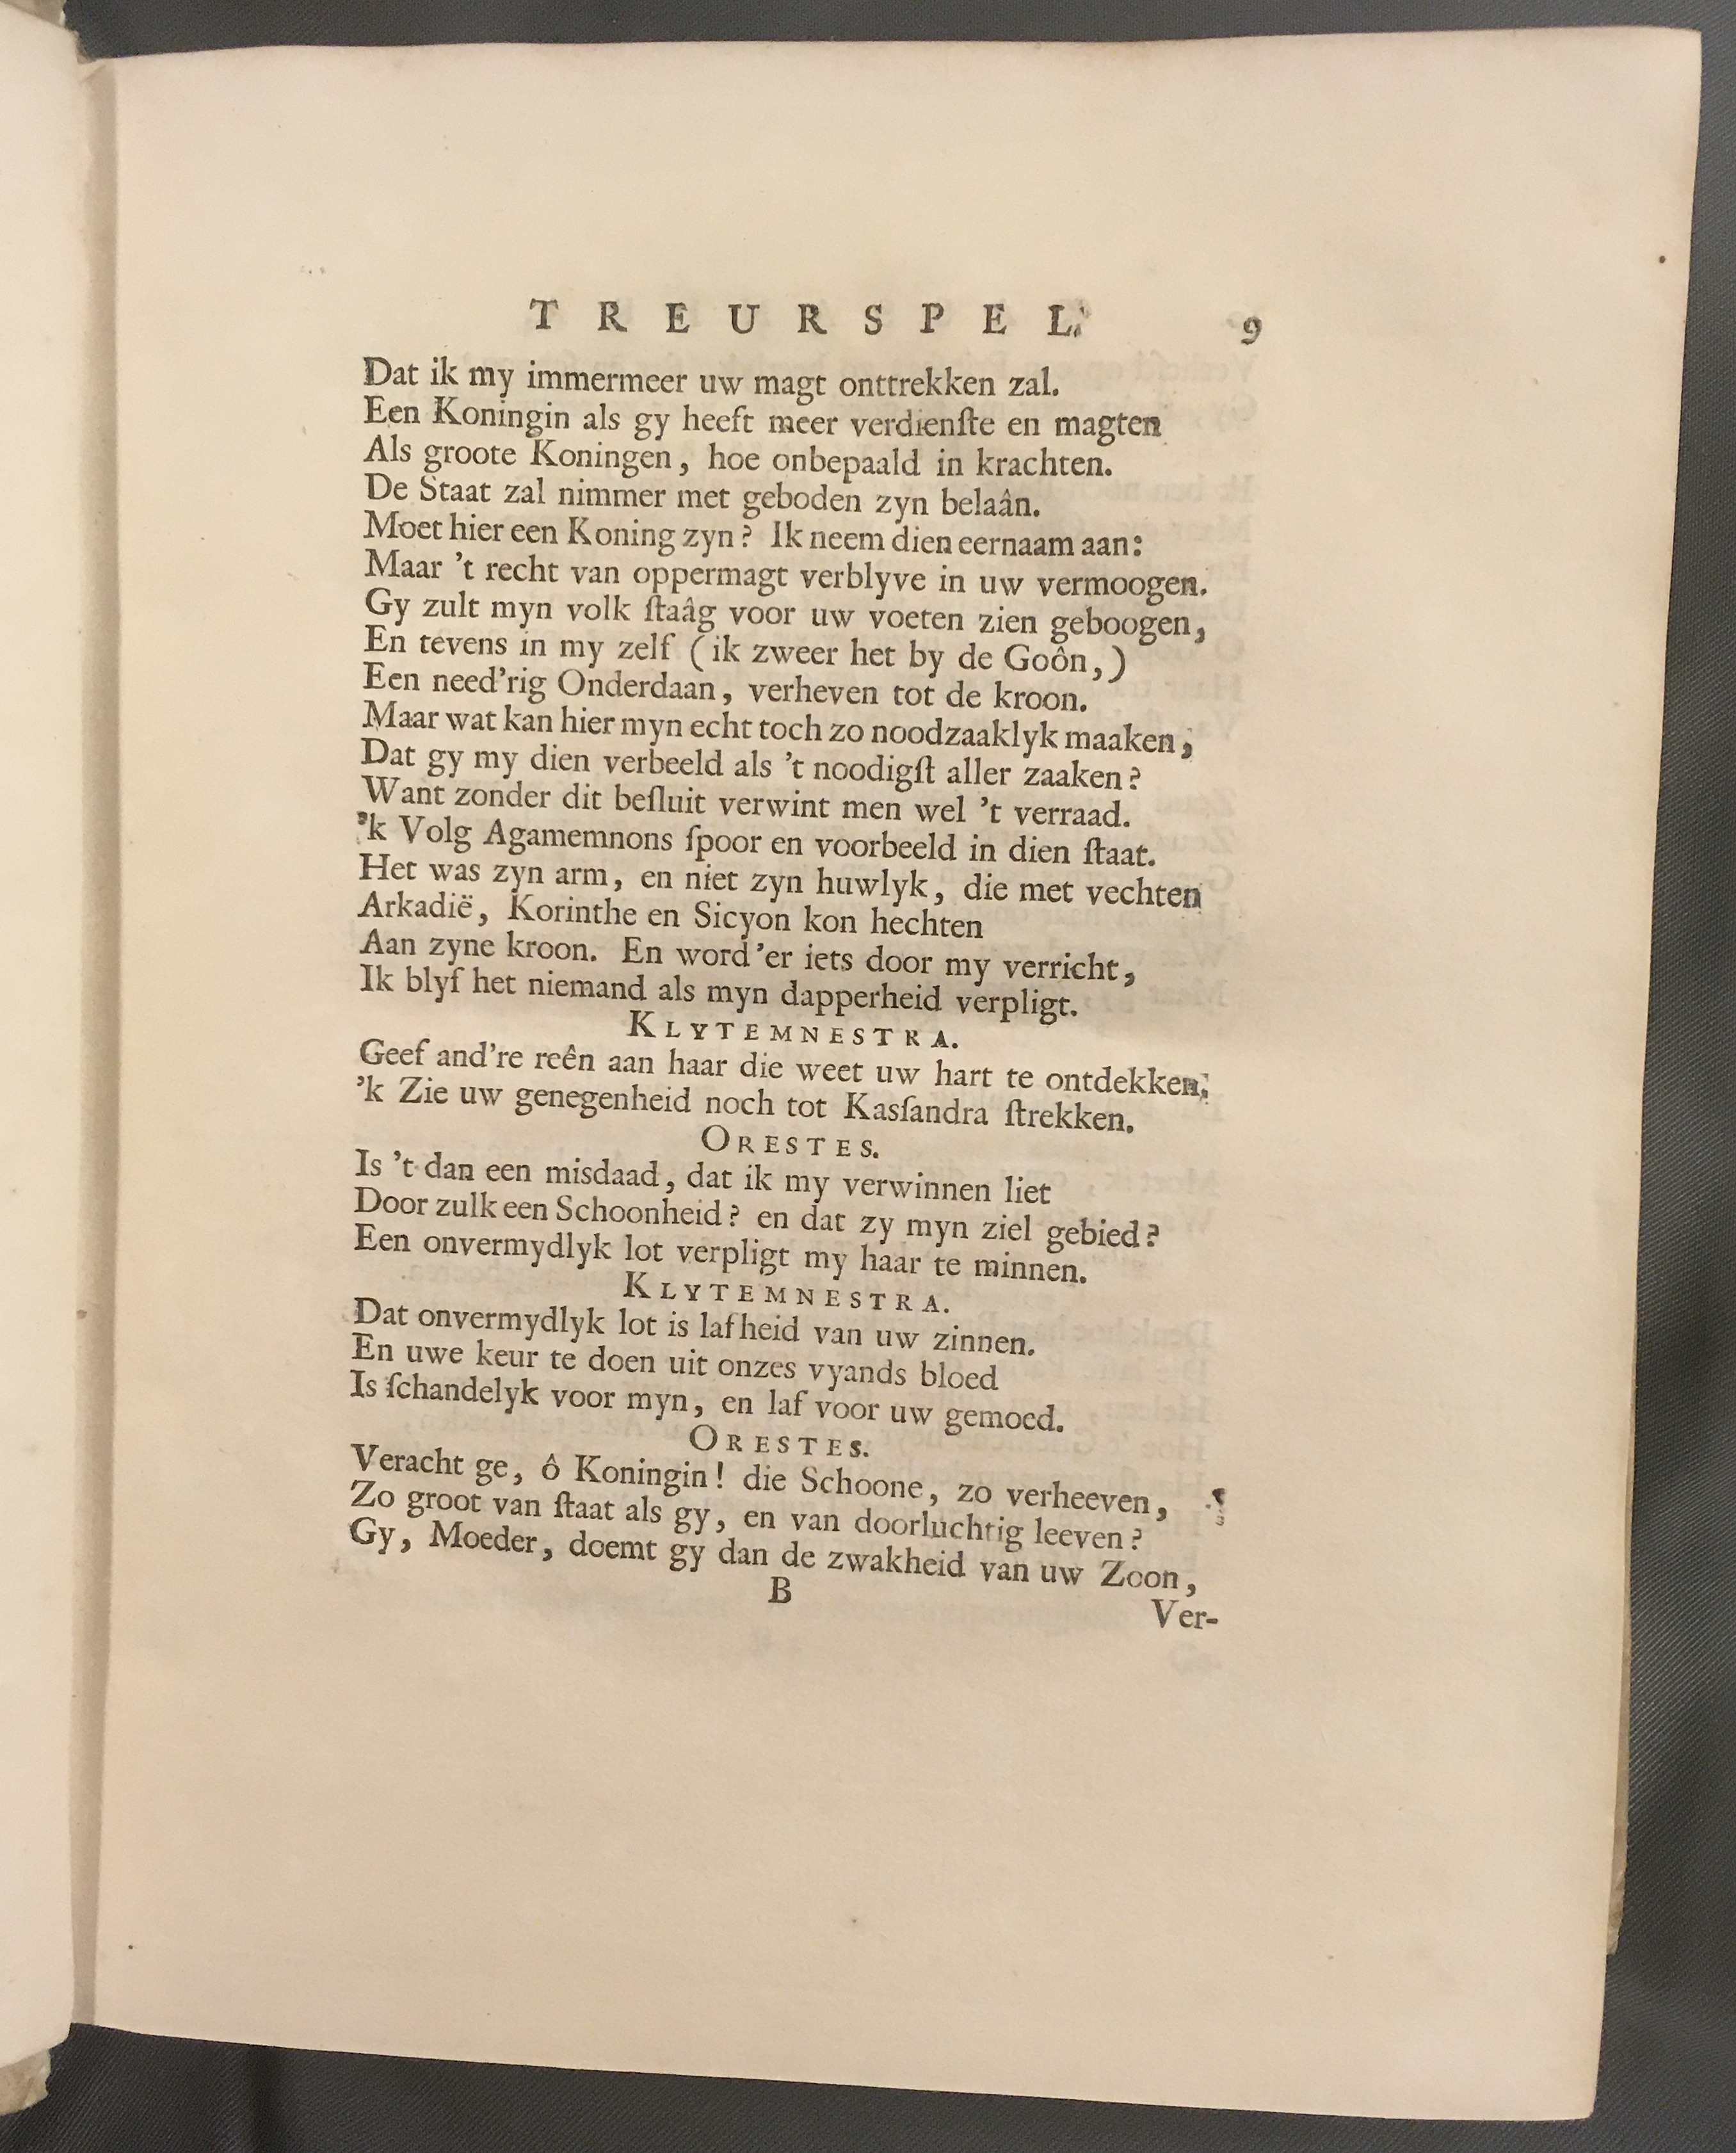 TREURSPEL. 9
Dat ik my immermeer uw magt onttrekken zal.
Een Koningin als gy heeft meer verdienſte en magten
Als groote Koningen, hoe onbepaald in krachten.
De Staat zal nimmer met geboden zyn belaân.
Moet hier een Koning zyn? Ik neem dien eernaam aan:
Maar 't recht van oppermagt verblyve in uw vermoogen.
Gy zult myn volk ſtaâg voor uw voeten zien geboogen,
En tevens in my zelf (ik zweer het by de Goôn,)
Een need'rig Onderdaan, verheven tot de kroon.
Maar wat kan hier myn echt toch zo noodzaaklyk maaken,
Dat gy my dien verbeeld als 't noodigſt aller zaaken?
Want zonder dit beſluit verwint men wel 't verraad.
'k Volg Agamemnons ſpoor en voorbeeld in dien ſtaat.
Het was zyn arm, en niet zyn huwlyk, die met vechten
Arkadië, Korinthe en Sicyon kon hechten
Aan zyne kroon. En word 'er iets door my verricht,
Ik blyf het niemand als myn dapperheid verpligt.
KLYTEMNESTRA.
Geef and're reên aan haar die weet uw hart te ontdekken.
'k Zie uw genegenheid noch tot Kasſandra ſtrekken.
ORESTES.
Is 't dan een misdaad, dat ik my verwinnen liet
Door zulk een Schoonheid? en dat zy myn ziel gebied?
Een onvermydlyk lot verpligt my haar te minnen.
KLYTEMNESTRA.
Dat onvermydlyk lot is lafheid van uw zinnen.
En uwe keur te doen uit onzes vyands bloed
Is ſchandelyk voor myn, en laf voor uw gemoed.
ORESTES.
Veracht ge, ô Koningin! die Schoone, zo verheeven,
Zo groot van ſtaat als gy, en van doorluchtig leeven?
Gy, Moeder, doemt gy dan de zwakheid van uw Zoon,
B
Ver-